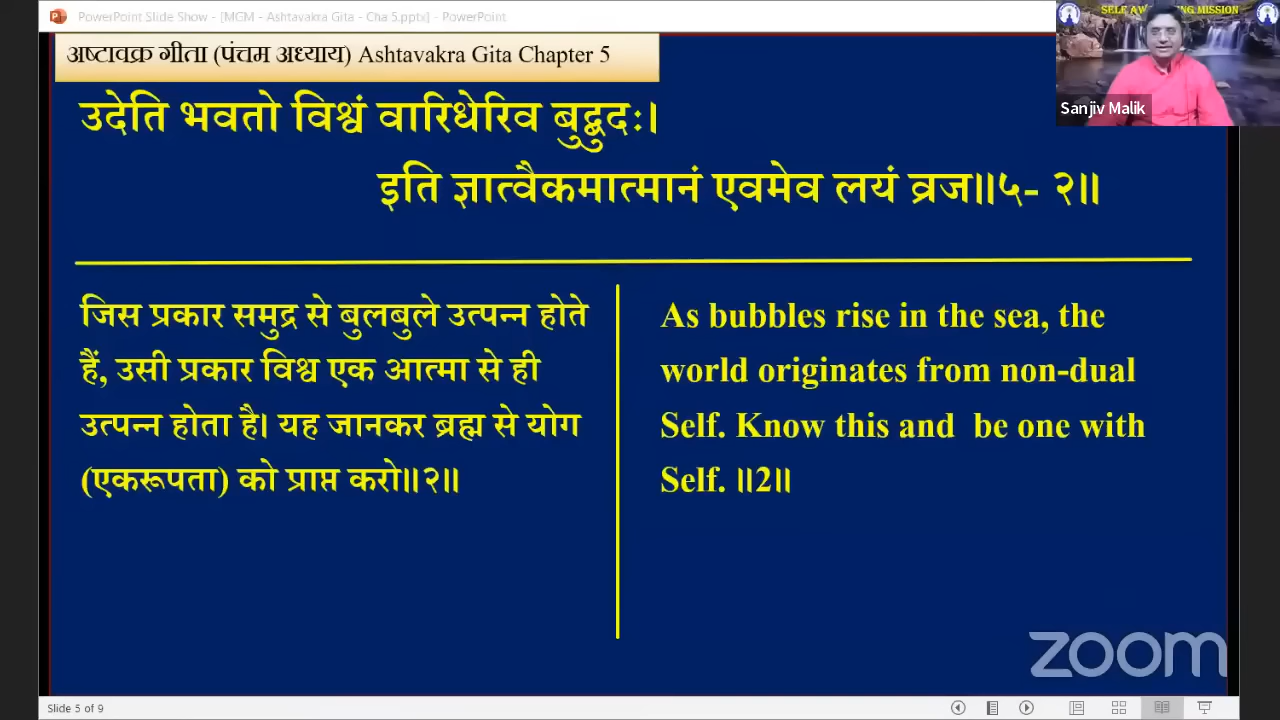 PowerPoint Slide Show - [MGM - Ashtavakra Gita - Cha 5.pptx] - PowerPoint
SELF AWAKENING MISSION
Sanjiv Malik
अष्टावक्र गीता (पंचम अध्याय) Ashtavakra Gita Chapter 5
उदेति भवतो विश्वं वारिधेरिव बुद्बुदः।
इति ज्ञात्वैकमात्मानं एवमेव लयं व्रज॥५- २॥
जिस प्रकार समुद्र से बुलबुले उत्पन्न होते
हैं, उसी प्रकार विश्व एक आत्मा से ही
उत्पन्न होता है। यह जानकर ब्रह्म से योग
(एकरूपता) को प्राप्त करो॥२॥
As bubbles rise in the sea, the
world originates from non-dual
Self. Know this and be one with
Self. ॥2॥
zoom
Slide 5 of 9